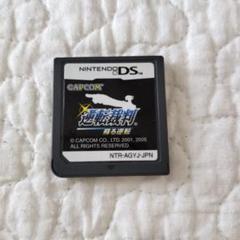 NINTENDO DS
CAPCOM
逆転裁判
蘇る逆転
© CAPCOM CO., LTD. 2001, 2005
ALL RIGHTS RESERVED.
NTR-AGYJ-JPN